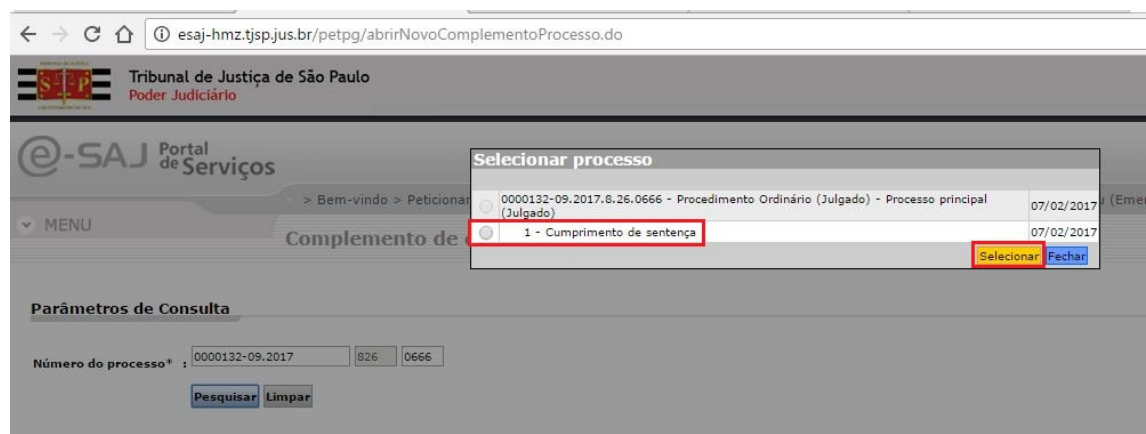 esaj-hmz.tjsp.jus.br/petpg/abrirNovoComplementoProcesso.do
S P
Tribunal de Justiça de São Paulo
Poder Judiciário
e-SAJ Portal de Serviços
> Bem-vindo > Peticionar
MENU
Complemento de
Selecionar processo
0000132-09.2017.8.26.0666 - Procedimento Ordinário (Julgado) - Processo principal
(Julgado)
07/02/2017
1 - Cumprimento de sentença
07/02/2017
Selecionar Fechar
Parâmetros de Consulta
Número do processo* : 0000132-09.2017 826 0666
Pesquisar Limpar